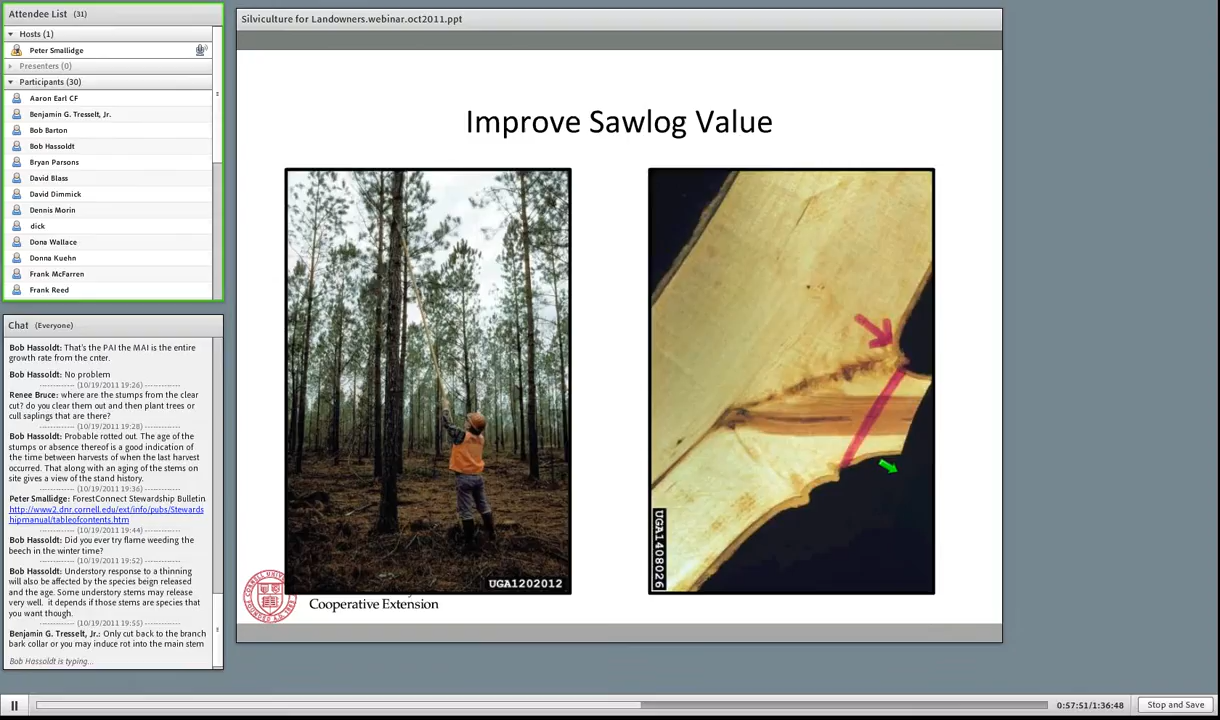 Attendee List (31)
Hosts (1)
Peter Smallidge
Presenters (0)
Participants (30)
Aaron Earl CF
Benjamin G. Tresselt, Jr.
Bob Barton
Bob Hassoldt
Bryan Parsons
David Blass
David Dimmick
Dennis Morin
dick
Dona Wallace
Donna Kuehn
Frank McFarren
Frank Reed
Chat (Everyone)
Bob Hassoldt: That's the PAI the MAI is the entire
growth rate from the cnter.
Bob Hassoldt: No problem
------------ (10/19/2011 19:26) ------------
Renee Bruce: where are the stumps from the clear
cut? do you clear them out and then plant trees or
cull saplings that are there?
------------ (10/19/2011 19:28) ------------
Bob Hassoldt: Probable rotted out. The age of the
stumps or absence thereof is a good indication of
the time between harvests of when the last harvest
occurred. That along with an aging of the stems on
site gives a view of the stand history.
------------ (10/19/2011 19:36) ------------
Peter Smallidge: ForestConnect Stewardship Bulletin
http://www2.dnr.cornell.edu/ext/info/pubs/Stewards
hipmanual/tableofcontents.htm
------------ (10/19/2011 19:44) ------------
Bob Hassoldt: Did you ever try flame weeding the
beech in the winter time?
------------ (10/19/2011 19:52) ------------
Bob Hassoldt: Understory response to a thinning
will also be affected by the species beign released
and the age. Some understory stems may release
very well. it depends if those stems are species that
you want though.
------------ (10/19/2011 19:55) ------------
Benjamin G. Tresselt, Jr.: Only cut back to the branch
bark collar or you may induce rot into the main stem
Bob Hassoldt is typing...
Silviculture for Landowners.webinar.oct2011.ppt
Improve Sawlog Value
UGA1202012
UGA1408026
Cooperative Extension
0:57:51/1:36:48
Stop and Save